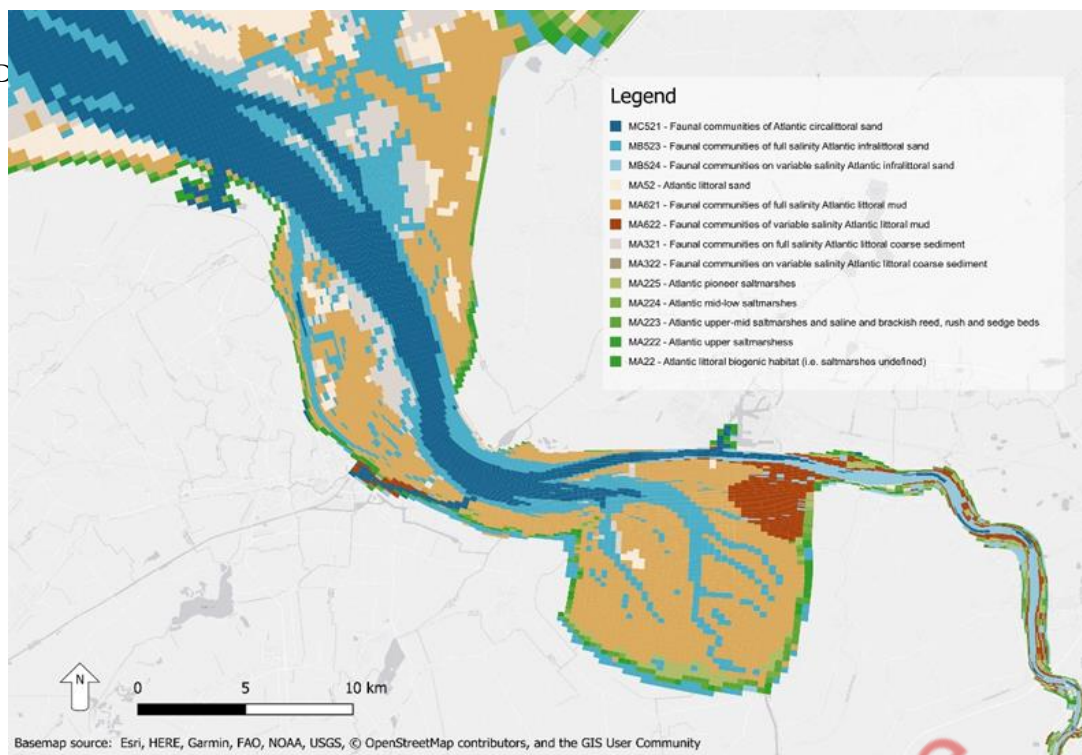 Legend
MC521 - Faunal communities of Atlantic circalittoral sand
MB523 - Faunal communities of full salinity Atlantic infralittoral sand
MB524 - Faunal communities on variable salinity Atlantic infralittoral sand
MA52 - Atlantic littoral sand
MA621 - Faunal communities of full salinity Atlantic littoral mud
MA622 - Faunal communities of variable salinity Atlantic littoral mud
MA321 - Faunal communities on full salinity Atlantic littoral coarse sediment
MA322 - Faunal communities on variable salinity Atlantic littoral coarse sediment
MA225 - Atlantic pioneer saltmarshes
MA224 - Atlantic mid-low saltmarshes
MA223 - Atlantic upper-mid saltmarshes and saline and brackish reed, rush and sedge beds
MA222 - Atlantic upper saltmarshess
MA22 - Atlantic littoral biogenic habitat (i.e. saltmarshes undefined)
N
0 5 10 km
Basemap source: Esri, HERE, Garmin, FAO, NOAA, USGS, © OpenStreetMap contributors, and the GIS User Community